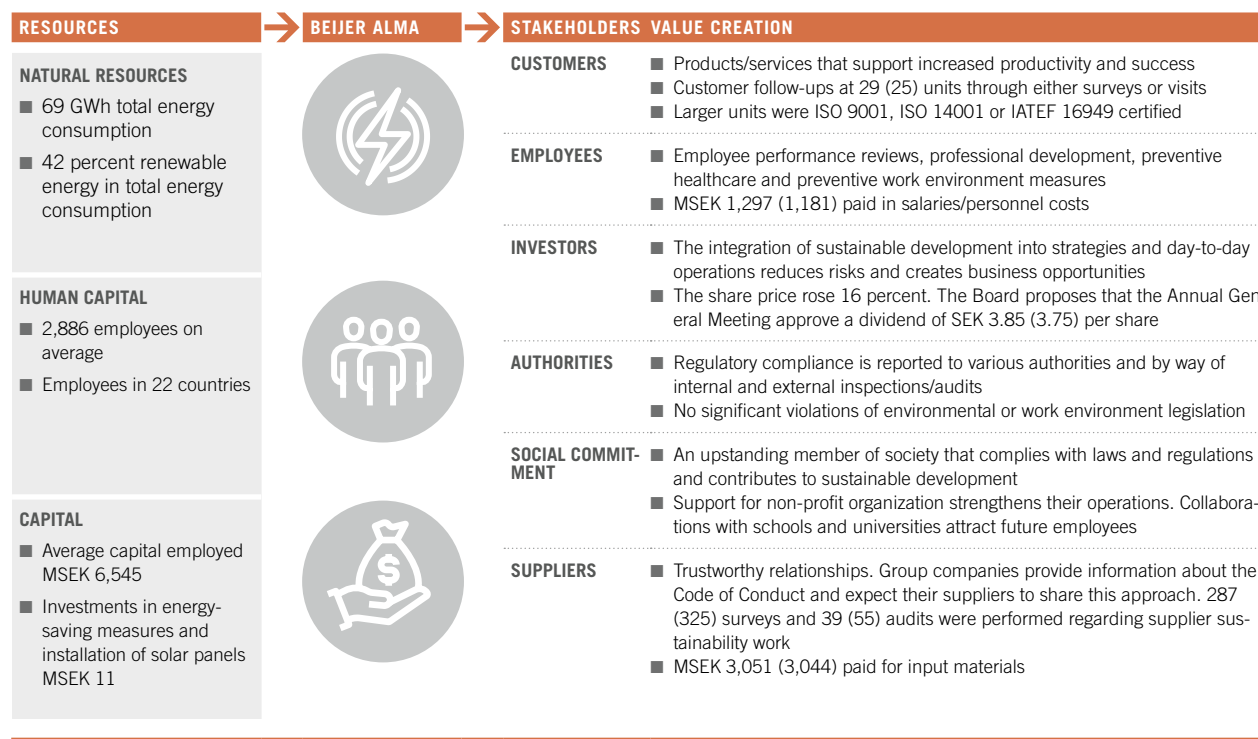 RESOURCES
BEIJER ALMA
STAKEHOLDERS VALUE CREATION
NATURAL RESOURCES
■ 69 GWh total energy
consumption
■ 42 percent renewable
energy in total energy
consumption
HUMAN CAPITAL
■ 2,886 employees on
average
■ Employees in 22 countries
CAPITAL
■ Average capital employed
MSEK 6,545
■ Investments in energy-
saving measures and
installation of solar panels
MSEK 11
$
CUSTOMERS
■ Products/services that support increased productivity and success
■ Customer follow-ups at 29 (25) units through either surveys or visits
■ Larger units were ISO 9001, ISO 14001 or IATEF 16949 certified
EMPLOYEES
■ Employee performance reviews, professional development, preventive
healthcare and preventive work environment measures
■ MSEK 1,297 (1,181) paid in salaries/personnel costs
INVESTORS
■ The integration of sustainable development into strategies and day-to-day
operations reduces risks and creates business opportunities
■ The share price rose 16 percent. The Board proposes that the Annual Gen
eral Meeting approve a dividend of SEK 3.85 (3.75) per share
AUTHORITIES
■ Regulatory compliance is reported to various authorities and by way of
internal and external inspections/audits
■ No significant violations of environmental or work environment legislation
SOCIAL COMMIT-
MENT
■ An upstanding member of society that complies with laws and regulations
and contributes to sustainable development
■ Support for non-profit organization strengthens their operations. Collabora-
tions with schools and universities attract future employees
SUPPLIERS
■ Trustworthy relationships. Group companies provide information about the
Code of Conduct and expect their suppliers to share this approach. 287
(325) surveys and 39 (55) audits were performed regarding supplier sus-
tainability work
■ MSEK 3,051 (3,044) paid for input materials